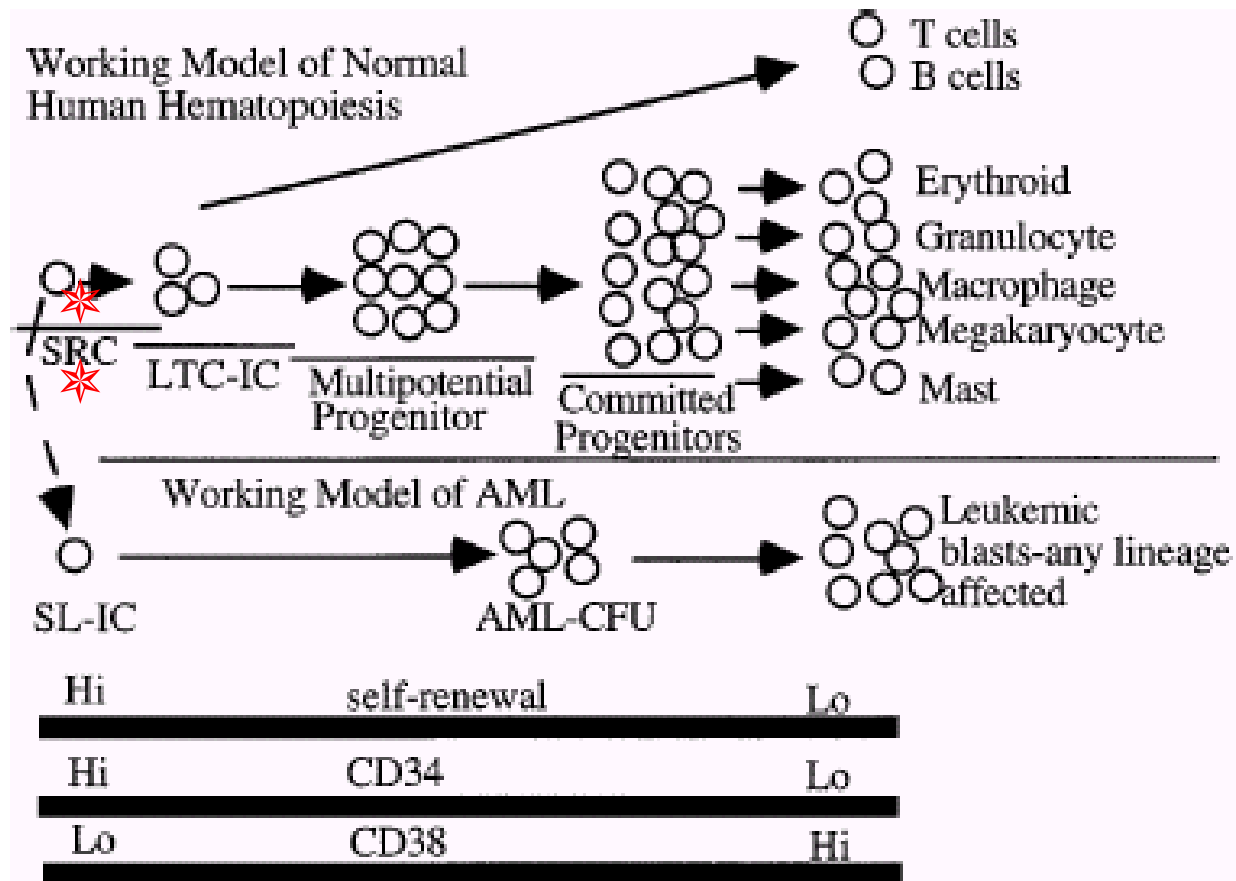 Working Model of Normal
Human Hematopoiesis
T cells
B cells
Erythroid
Granulocyte
Macrophage
Megakaryocyte
Mast
SRC
LTC-IC
Multipotential
Progenitor
Committed
Progenitors
Working Model of AML
SL-IC
AML-CFU
Leukemic
blasts-any lineage
affected
Hi self-renewal Lo
Hi CD34 Lo
Lo CD38 Hi